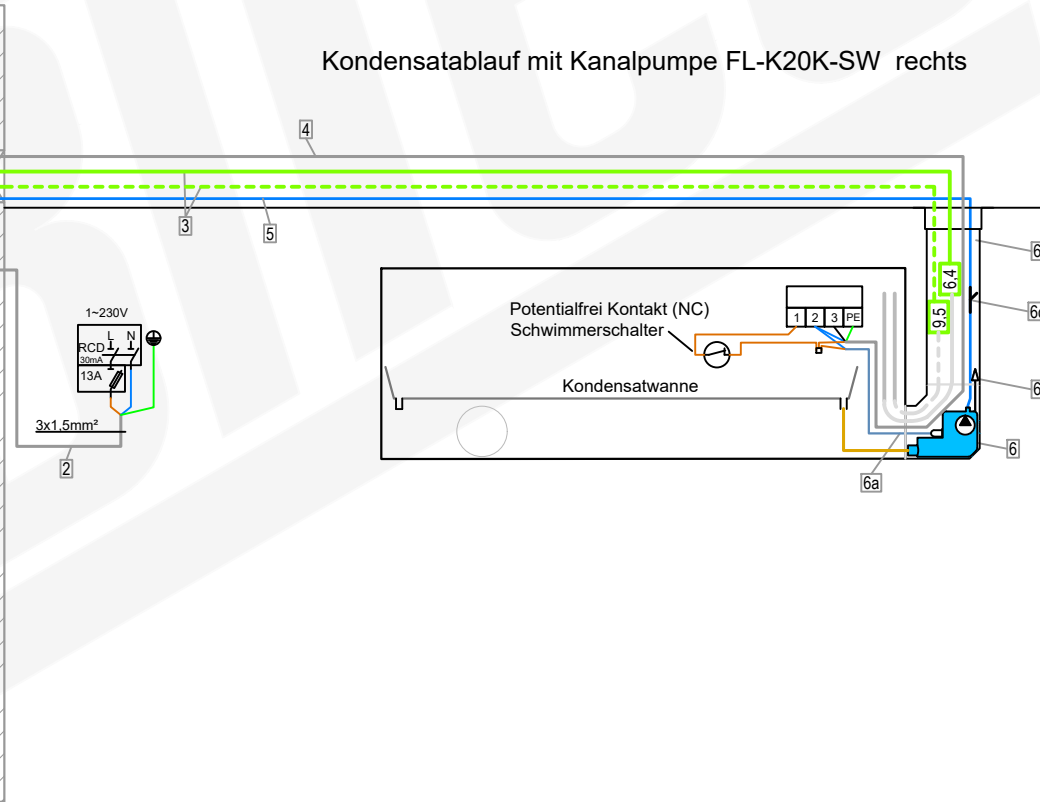 Kondensatablauf mit Kanalpumpe FL-K20K-SW rechts
4
3
5
6
6,4
9,5
1~230V
L N
RCD
30mA
13A
3x1,5mm²
2
Potentialfrei Kontakt (NC)
Schwimmerschalter
1 2 3 PE
Kondensatwanne
6
6
6a